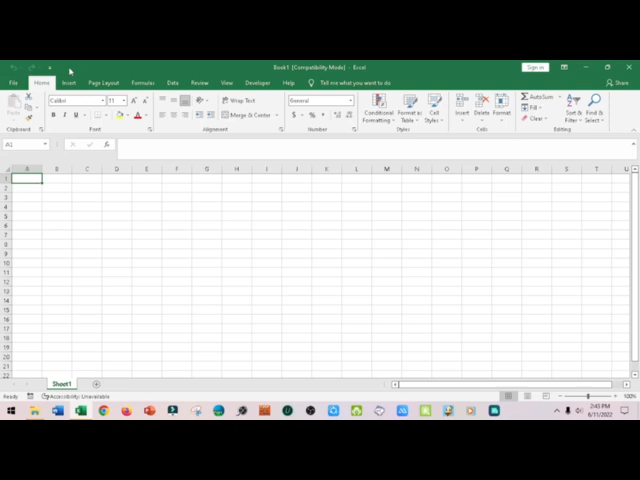 Book1 [Compatibility Mode] - Excel
Sign in
File Home Insert Page Layout Formulas Data Review View Developer Help Tell me what you want to do Share
Paste
Calibri 11
Wrap Text
General
Conditional Formatting
Format as Table
Cell Styles
Insert Delete Format
AutoSum
Fill
Clear
Sort & Filter
Find & Select
B I U
Merge & Center
$ % ,
Clipboard Font Alignment Number Styles Cells Editing
A1 fx
A B C D E F G H I J K L M N O P Q R S T U
1
2
3
4
5
6
7
8
9
10
11
12
13
14
15
16
17
18
19
20
21
22
Sheet1
Ready Accessibility: Unavailable 100%
2:43 PM
6/11/2022